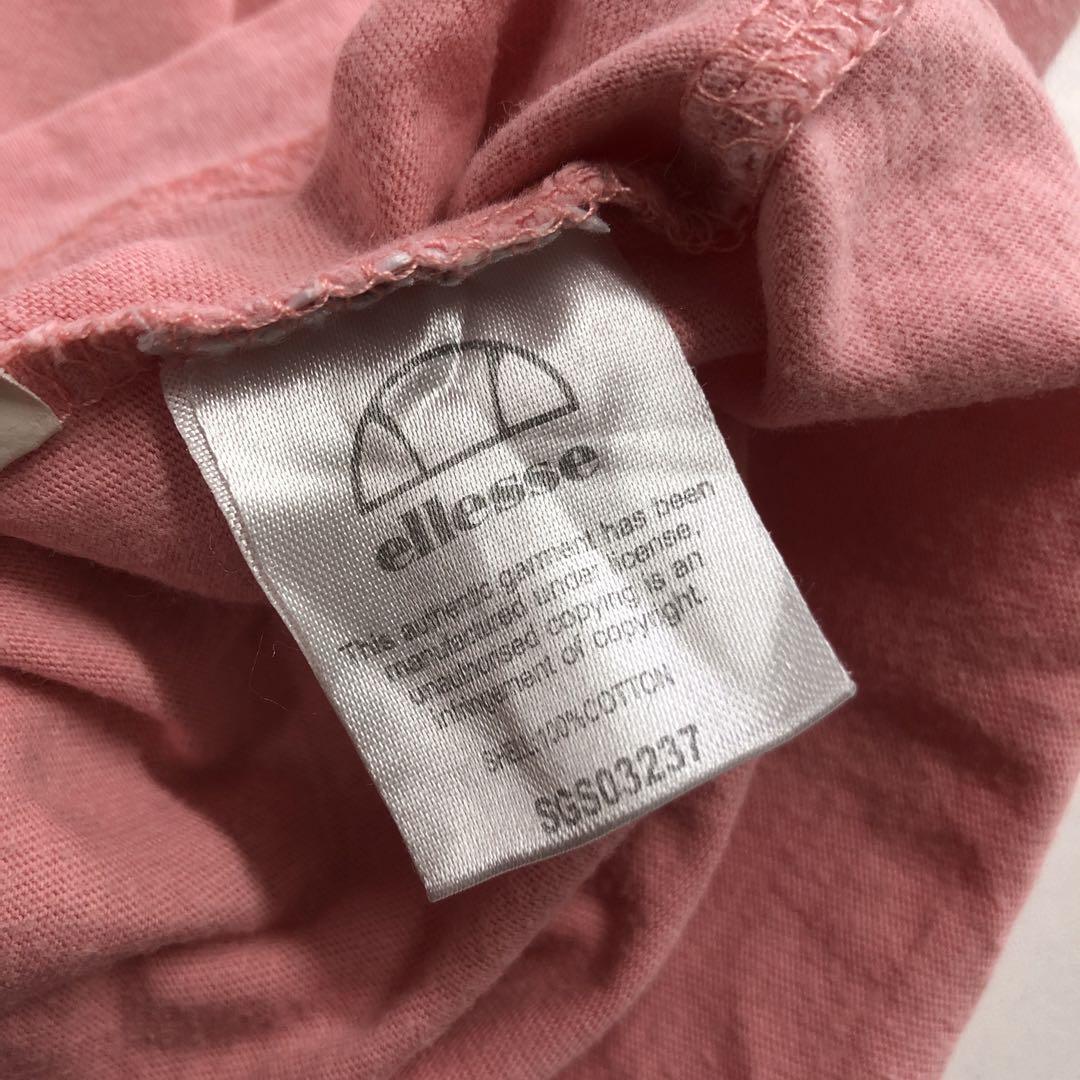 ellesse
This authentic garment has been
manufactured under license,
unauthorised copying is an
infringement of copyright
SHELL 100%COTTON
SGS03237